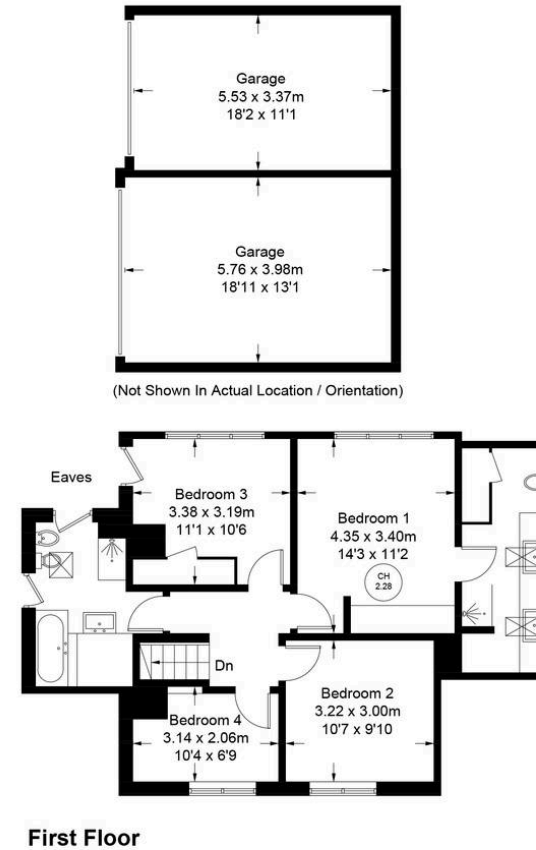 Garage
5.53 x 3.37m
18'2 x 11'1
Garage
5.76 x 3.98m
18'11 x 13'1
(Not Shown In Actual Location / Orientation)
Eaves
Bedroom 3
3.38 x 3.19m
11'1 x 10'6
Bedroom 1
4.35 x 3.40m
14'3 x 11'2
CH
2.28
Dn
Bedroom 2
3.22 x 3.00m
10'7 x 9'10
Bedroom 4
3.14 x 2.06m
10'4 x 6'9
First Floor